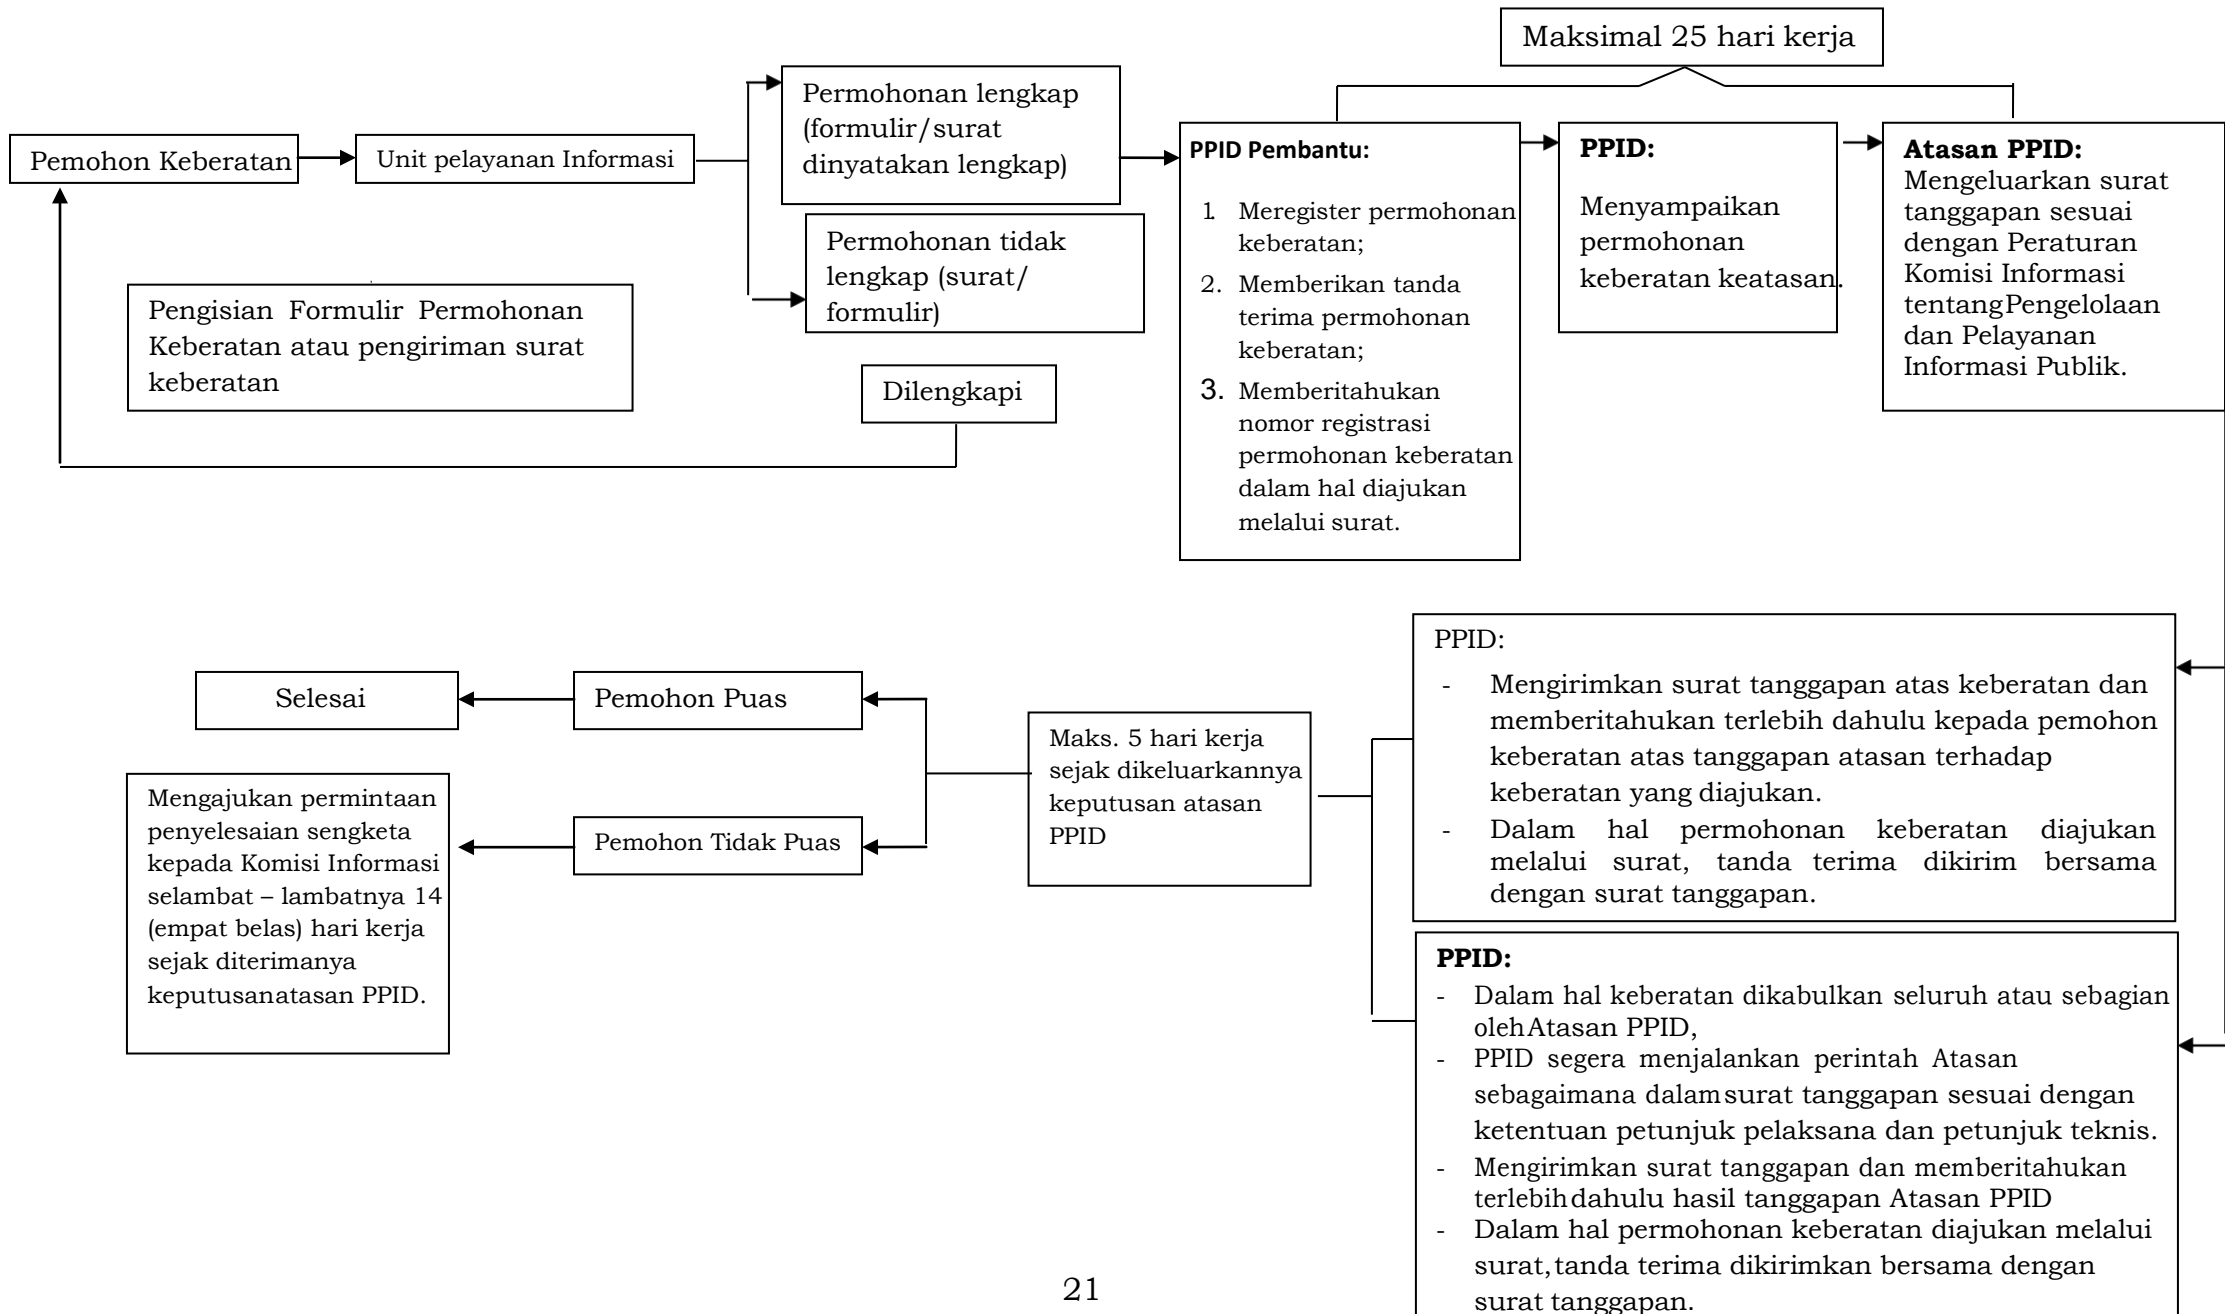 Maksimal 25 hari kerja
Pemohon Keberatan
Unit pelayanan Informasi
Permohonan lengkap
(formulir/surat
dinyatakan lengkap)
Permohonan tidak
lengkap (surat/
formulir)
Pengisian Formulir Permohonan
Keberatan atau pengiriman surat
keberatan
Dilengkapi
PPID Pembantu:
1. Meregister permohonan
keberatan;
2. Memberikan tanda
terima permohonan
keberatan;
3. Memberitahukan
nomor registrasi
permohonan keberatan
dalam hal diajukan
melalui surat.
PPID:
Menyampaikan
permohonan
keberatan keatasan.
Atasan PPID:
Mengeluarkan surat
tanggapan sesuai
dengan Peraturan
Komisi Informasi
tentangPengelolaan
dan Pelayanan
Informasi Publik.
PPID:
- Mengirimkan surat tanggapan atas keberatan dan
memberitahukan terlebih dahulu kepada pemohon
keberatan atas tanggapan atasan terhadap
keberatan yang diajukan.
- Dalam hal permohonan keberatan diajukan
melalui surat, tanda terima dikirim bersama
dengan surat tanggapan.
PPID:
- Dalam hal keberatan dikabulkan seluruh atau sebagian
olehAtasan PPID,
- PPID segera menjalankan perintah Atasan
sebagaimana dalamsurat tanggapan sesuai dengan
ketentuan petunjuk pelaksana dan petunjuk teknis.
- Mengirimkan surat tanggapan dan memberitahukan
terlebihdahulu hasil tanggapan Atasan PPID
- Dalam hal permohonan keberatan diajukan melalui
surat,tanda terima dikirimkan bersama dengan
surat tanggapan.
Maks. 5 hari kerja
sejak dikeluarkannya
keputusan atasan
PPID
Pemohon Puas
Selesai
Pemohon Tidak Puas
Mengajukan permintaan
penyelesaian sengketa
kepada Komisi Informasi
selambat – lambatnya 14
(empat belas) hari kerja
sejak diterimanya
keputusanatasan PPID.
21